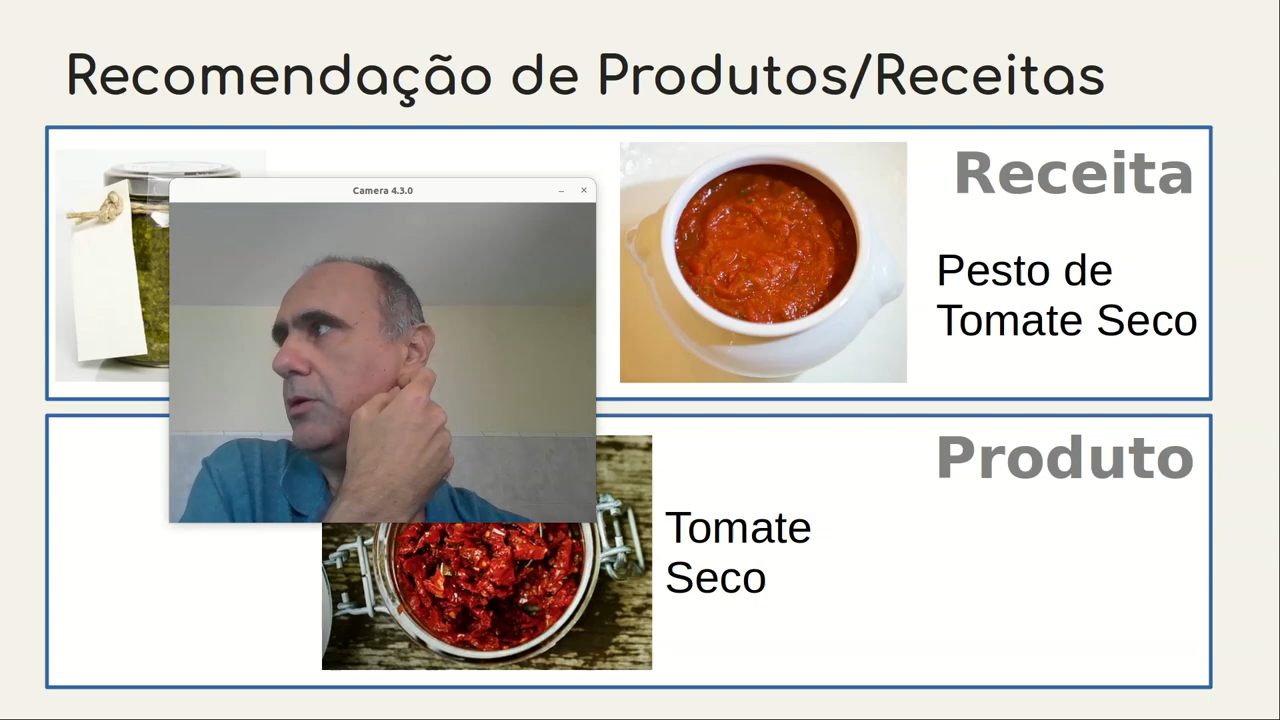 Recomendação de Produtos/Receitas
Receita
Camera 4.3.0
Pesto de
Tomate Seco
Produto
Tomate
Seco